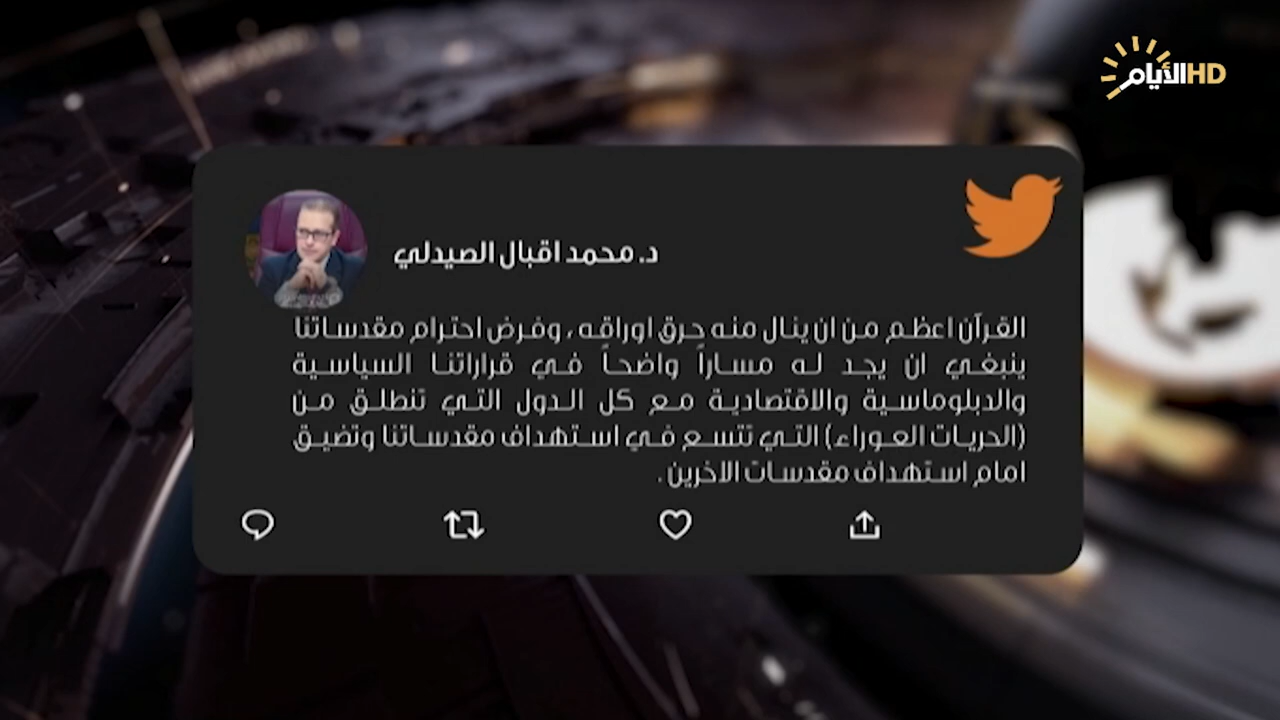 الأيام HD
د. محمد اقبال الصيدلي
القرآن اعظم من ان ينال منه حرق اوراقه ، وفرض احترام مقدساتنا
ينبغي ان يجد له مساراً واضحاً في قراراتنا السياسية
والدبلوماسية والاقتصادية مع كل الدول التي تنطلق من
(الحريات العوراء) التي تتسع في استهداف مقدساتنا وتضيق
امام استهداف مقدسات الاخرين .